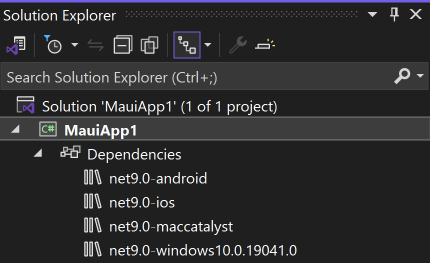 Solution Explorer
Search Solution Explorer (Ctrl+;)
Solution 'MauiApp1' (1 of 1 project)
C# MauiApp1
Dependencies
net9.0-android
net9.0-ios
net9.0-maccatalyst
net9.0-windows10.0.19041.0